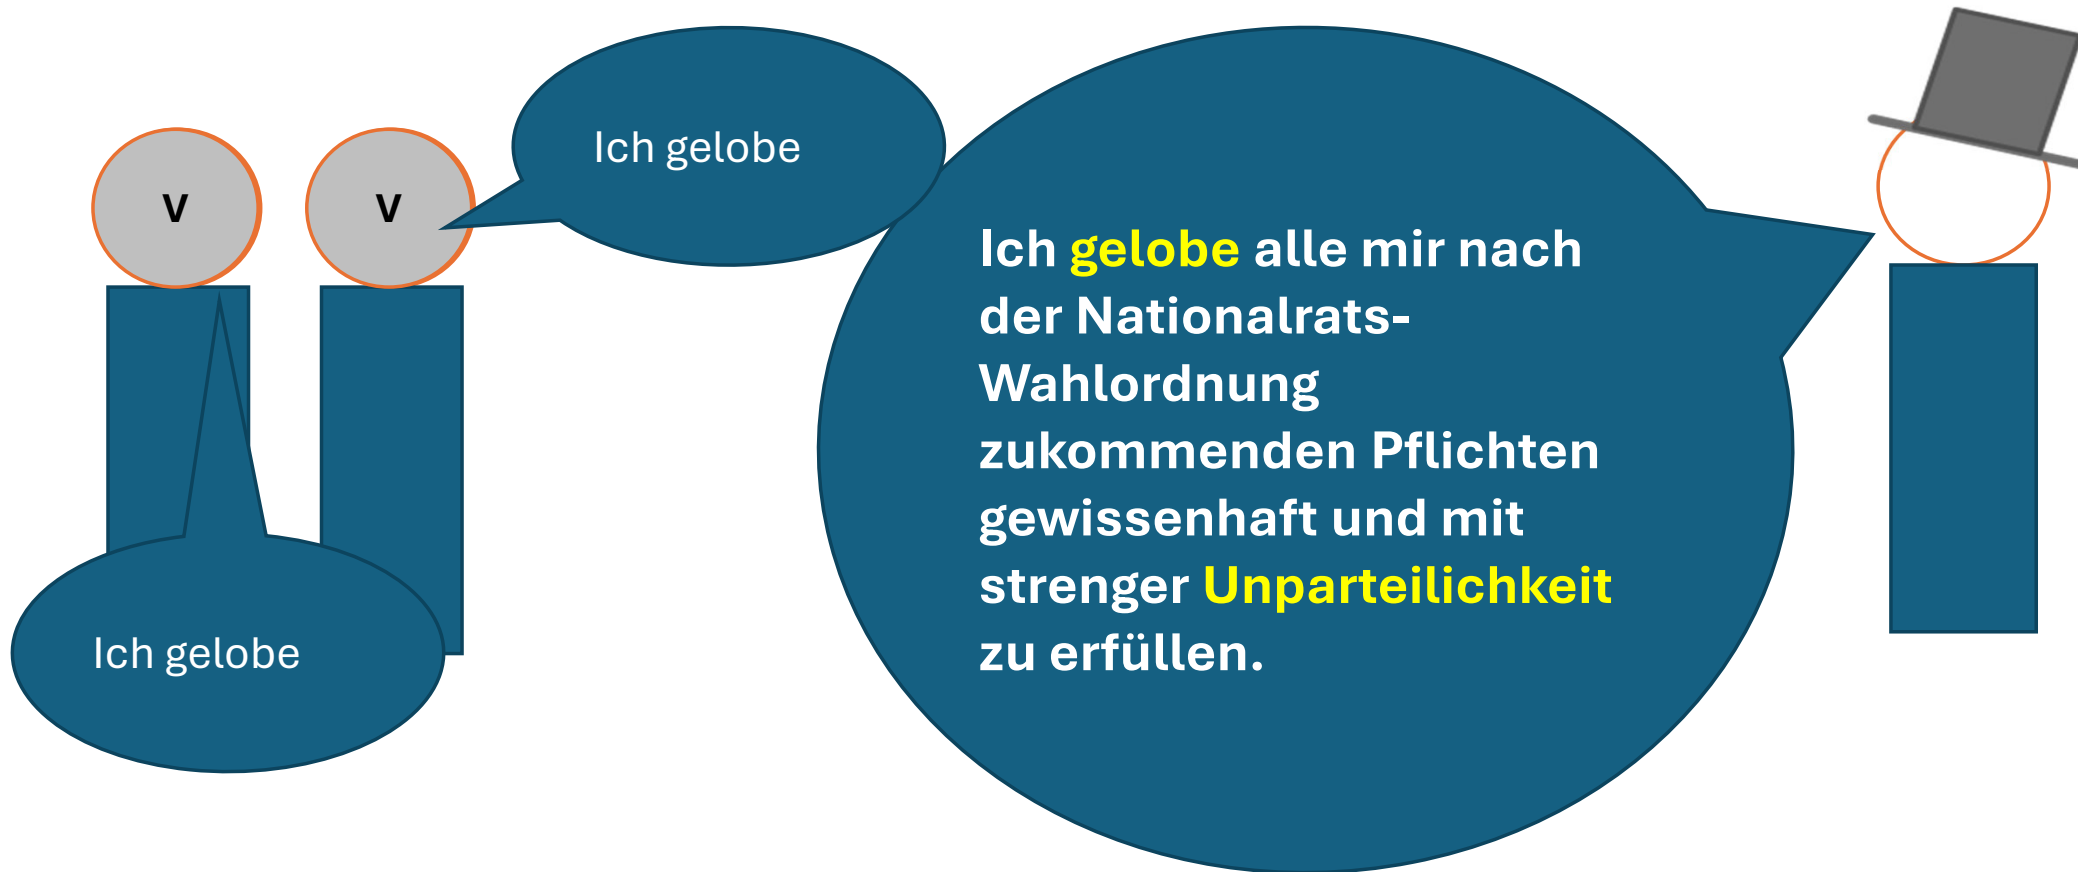 V
V
Ich gelobe
Ich gelobe alle mir nach
der Nationalrats-
Wahlordnung
zukommenden Pflichten
gewissenhaft und mit
strenger Unparteilichkeit
zu erfüllen.
Ich gelobe